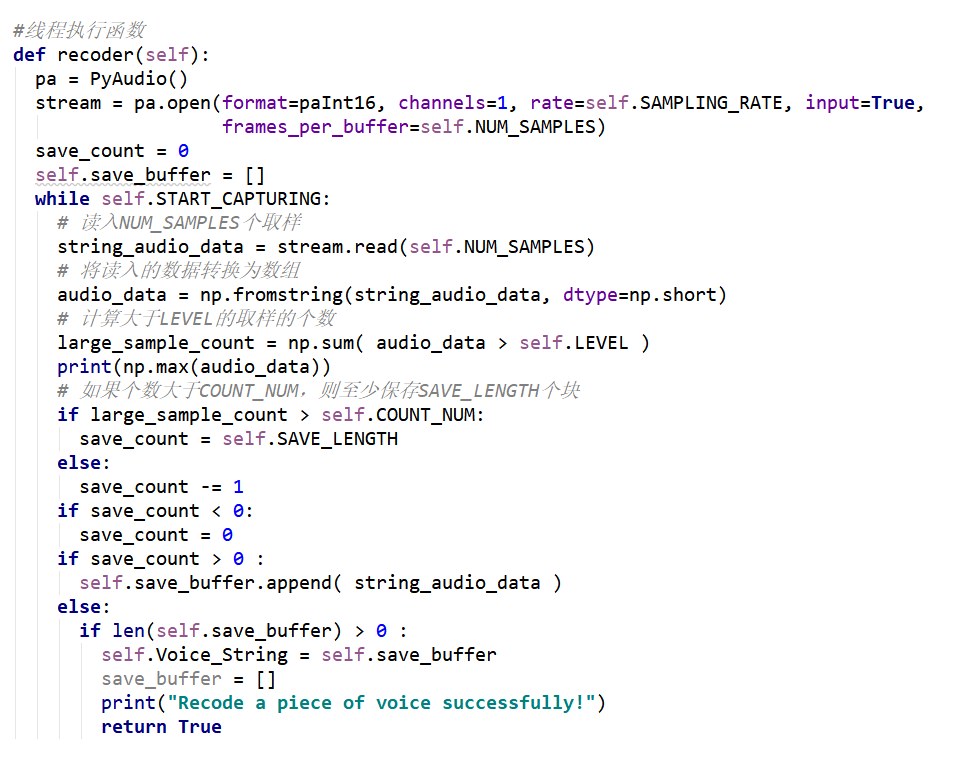 #线程执行函数
def recoder(self):
pa = PyAudio()
stream = pa.open(format=paInt16, channels=1, rate=self.SAMPLING_RATE, input=True,
frames_per_buffer=self.NUM_SAMPLES)
save_count = 0
self.save_buffer = []
while self.START_CAPTURING:
# 读入NUM_SAMPLES个取样
string_audio_data = stream.read(self.NUM_SAMPLES)
# 将读入的数据转换为数组
audio_data = np.fromstring(string_audio_data, dtype=np.short)
# 计算大于LEVEL的取样的个数
large_sample_count = np.sum( audio_data > self.LEVEL )
print(np.max(audio_data))
# 如果个数大于COUNT_NUM，则至少保存SAVE_LENGTH个块
if large_sample_count > self.COUNT_NUM:
save_count = self.SAVE_LENGTH
else:
save_count -= 1
if save_count < 0:
save_count = 0
if save_count > 0 :
self.save_buffer.append( string_audio_data )
else:
if len(self.save_buffer) > 0 :
self.Voice_String = self.save_buffer
save_buffer = []
print("Recode a piece of voice successfully!")
return True